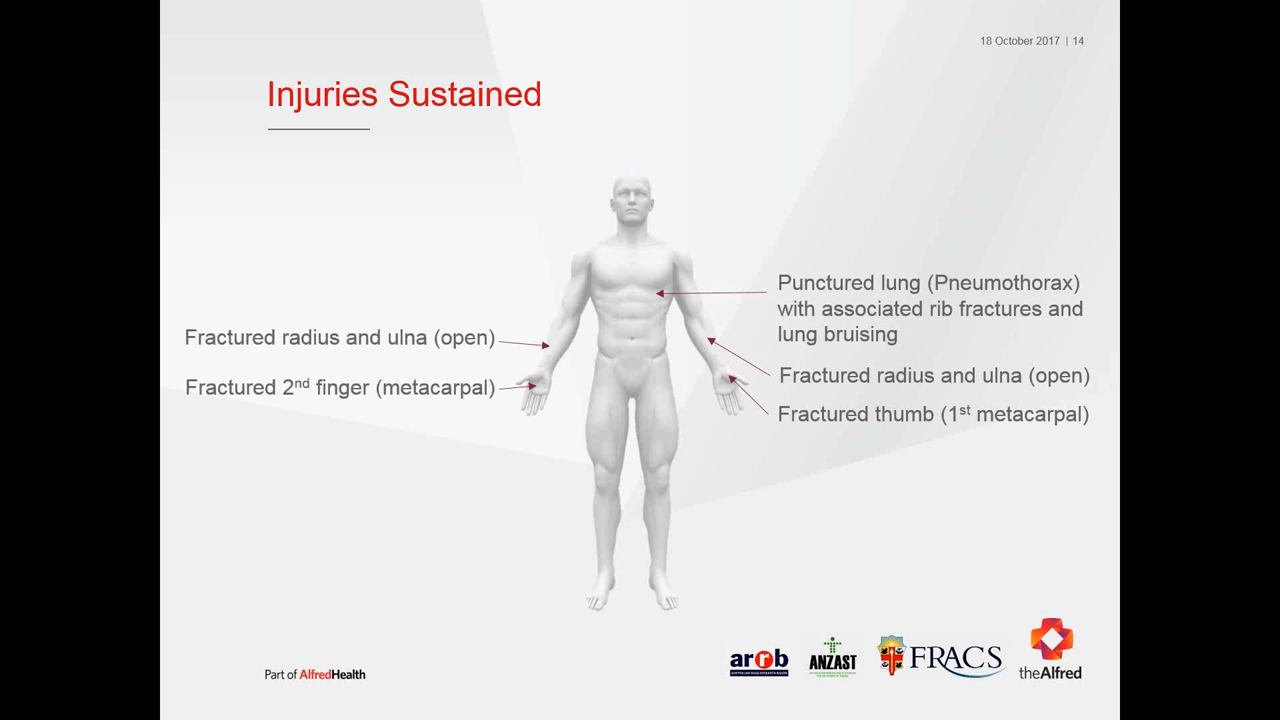 18 October 2017 | 14
Injuries Sustained
Punctured lung (Pneumothorax)
with associated rib fractures and
lung bruising
Fractured radius and ulna (open)
Fractured 2nd finger (metacarpal)
Fractured radius and ulna (open)
Fractured thumb (1st metacarpal)
Part of AlfredHealth
arrb
ANZAST
FRACS
theAlfred